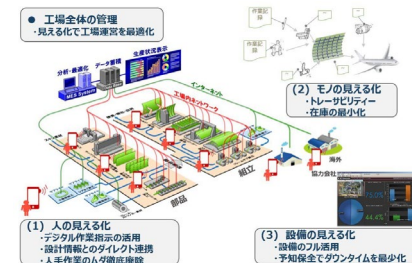 ● 工場全体の管理
・見える化で工場運営を最適化
生産状況表示
データ蓄積
分析・最適化
MES System
インターネット
工場内ネットワーク
組立
部品
海外
協力会社
作業記録
作業記録
(2) モノの見える化
・トレーサビリティー
・在庫の最小化
(1) 人の見える化
・デジタル作業指示の活用
・設計情報とのダイレクト連携
・人手作業のムダ徹底廃除
75.0%
44.4%
(3) 設備の見える化
・設備のフル活用
・予知保全でダウンタイムを最少化